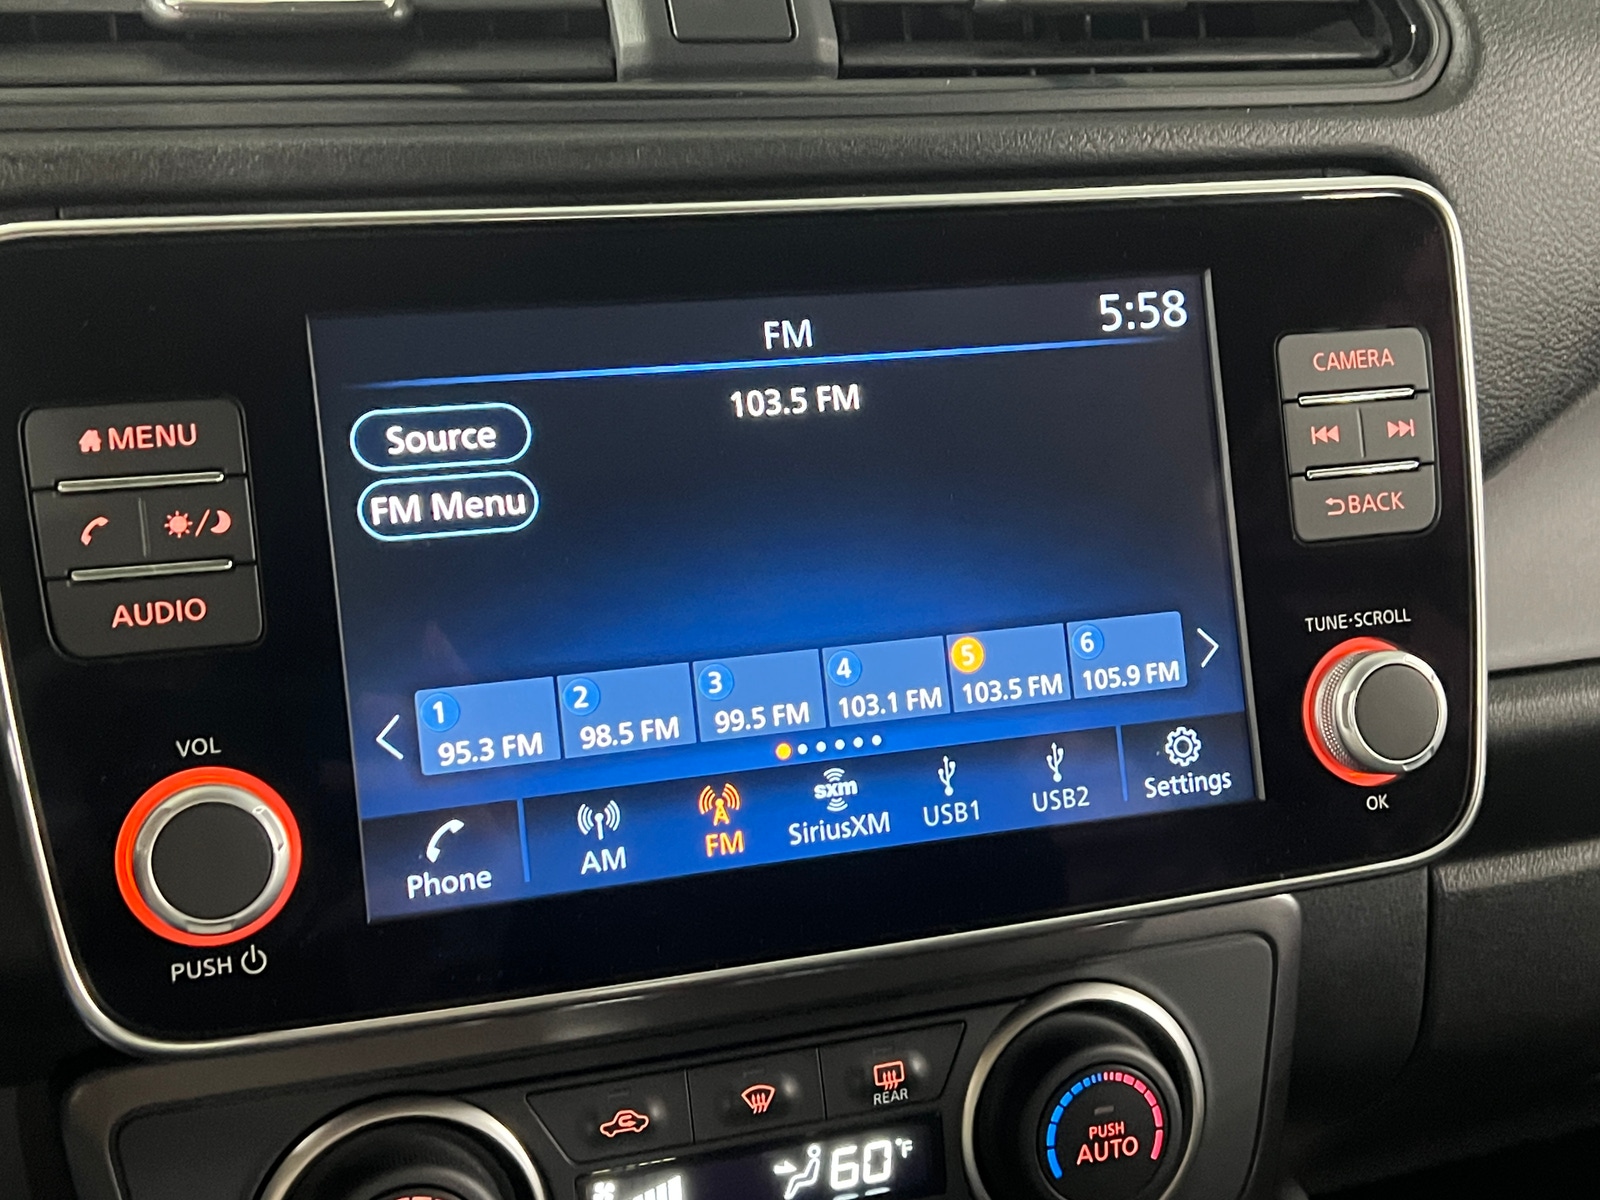 FM
5:58
103.5 FM
Source
FM Menu
1
95.3 FM
2
98.5 FM
3
99.5 FM
4
103.1 FM
5
103.5 FM
6
105.9 FM
Phone
AM
FM
sxm
SiriusXM
USB1
USB2
Settings
MENU
AUDIO
VOL
PUSH
CAMERA
BACK
TUNE·SCROLL
OK
REAR
60°F
PUSH
AUTO